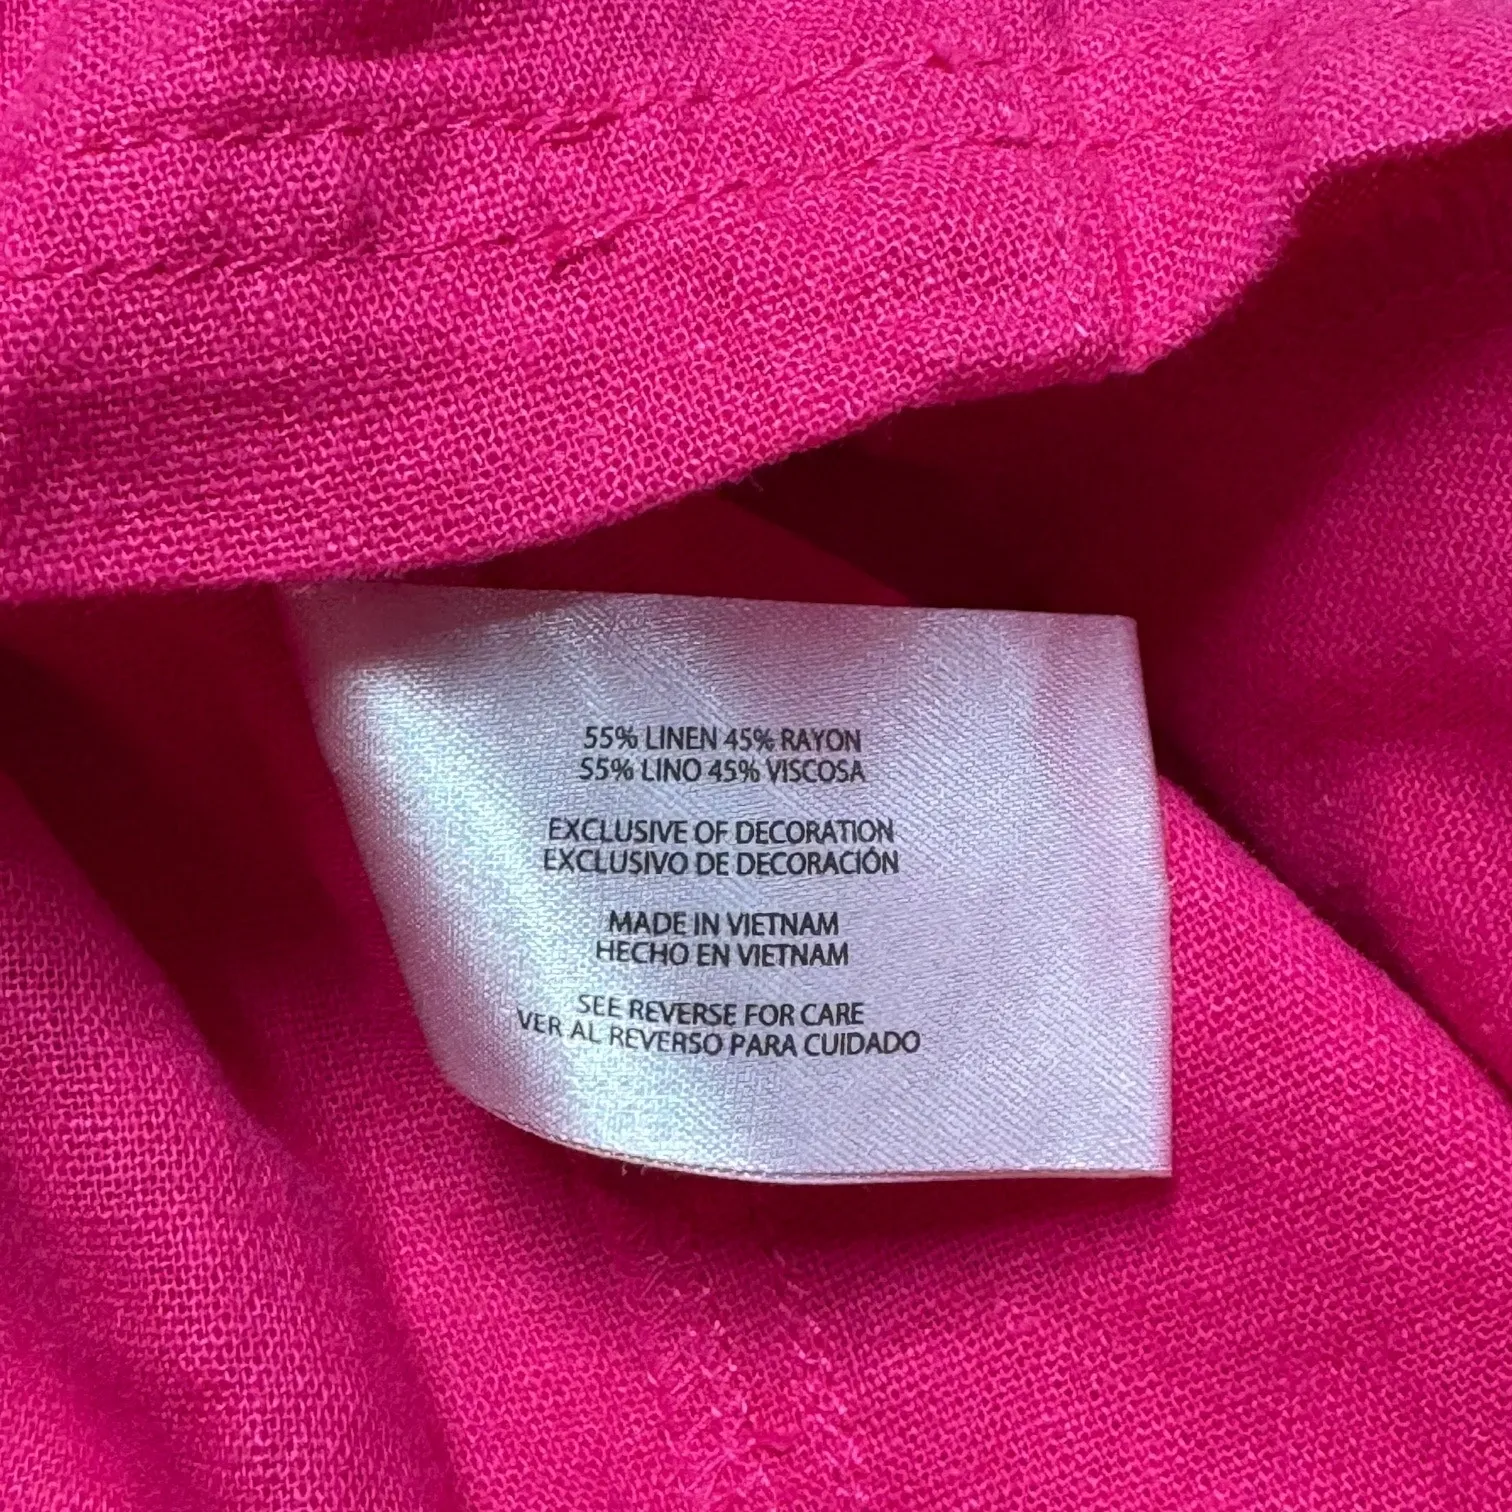 55% LINEN 45% RAYON
55% LINO 45% VISCOSA
EXCLUSIVE OF DECORATION
EXCLUSIVO DE DECORACIÓN
MADE IN VIETNAM
HECHO EN VIETNAM
SEE REVERSE FOR CARE
VER AL REVERSO PARA CUIDADO